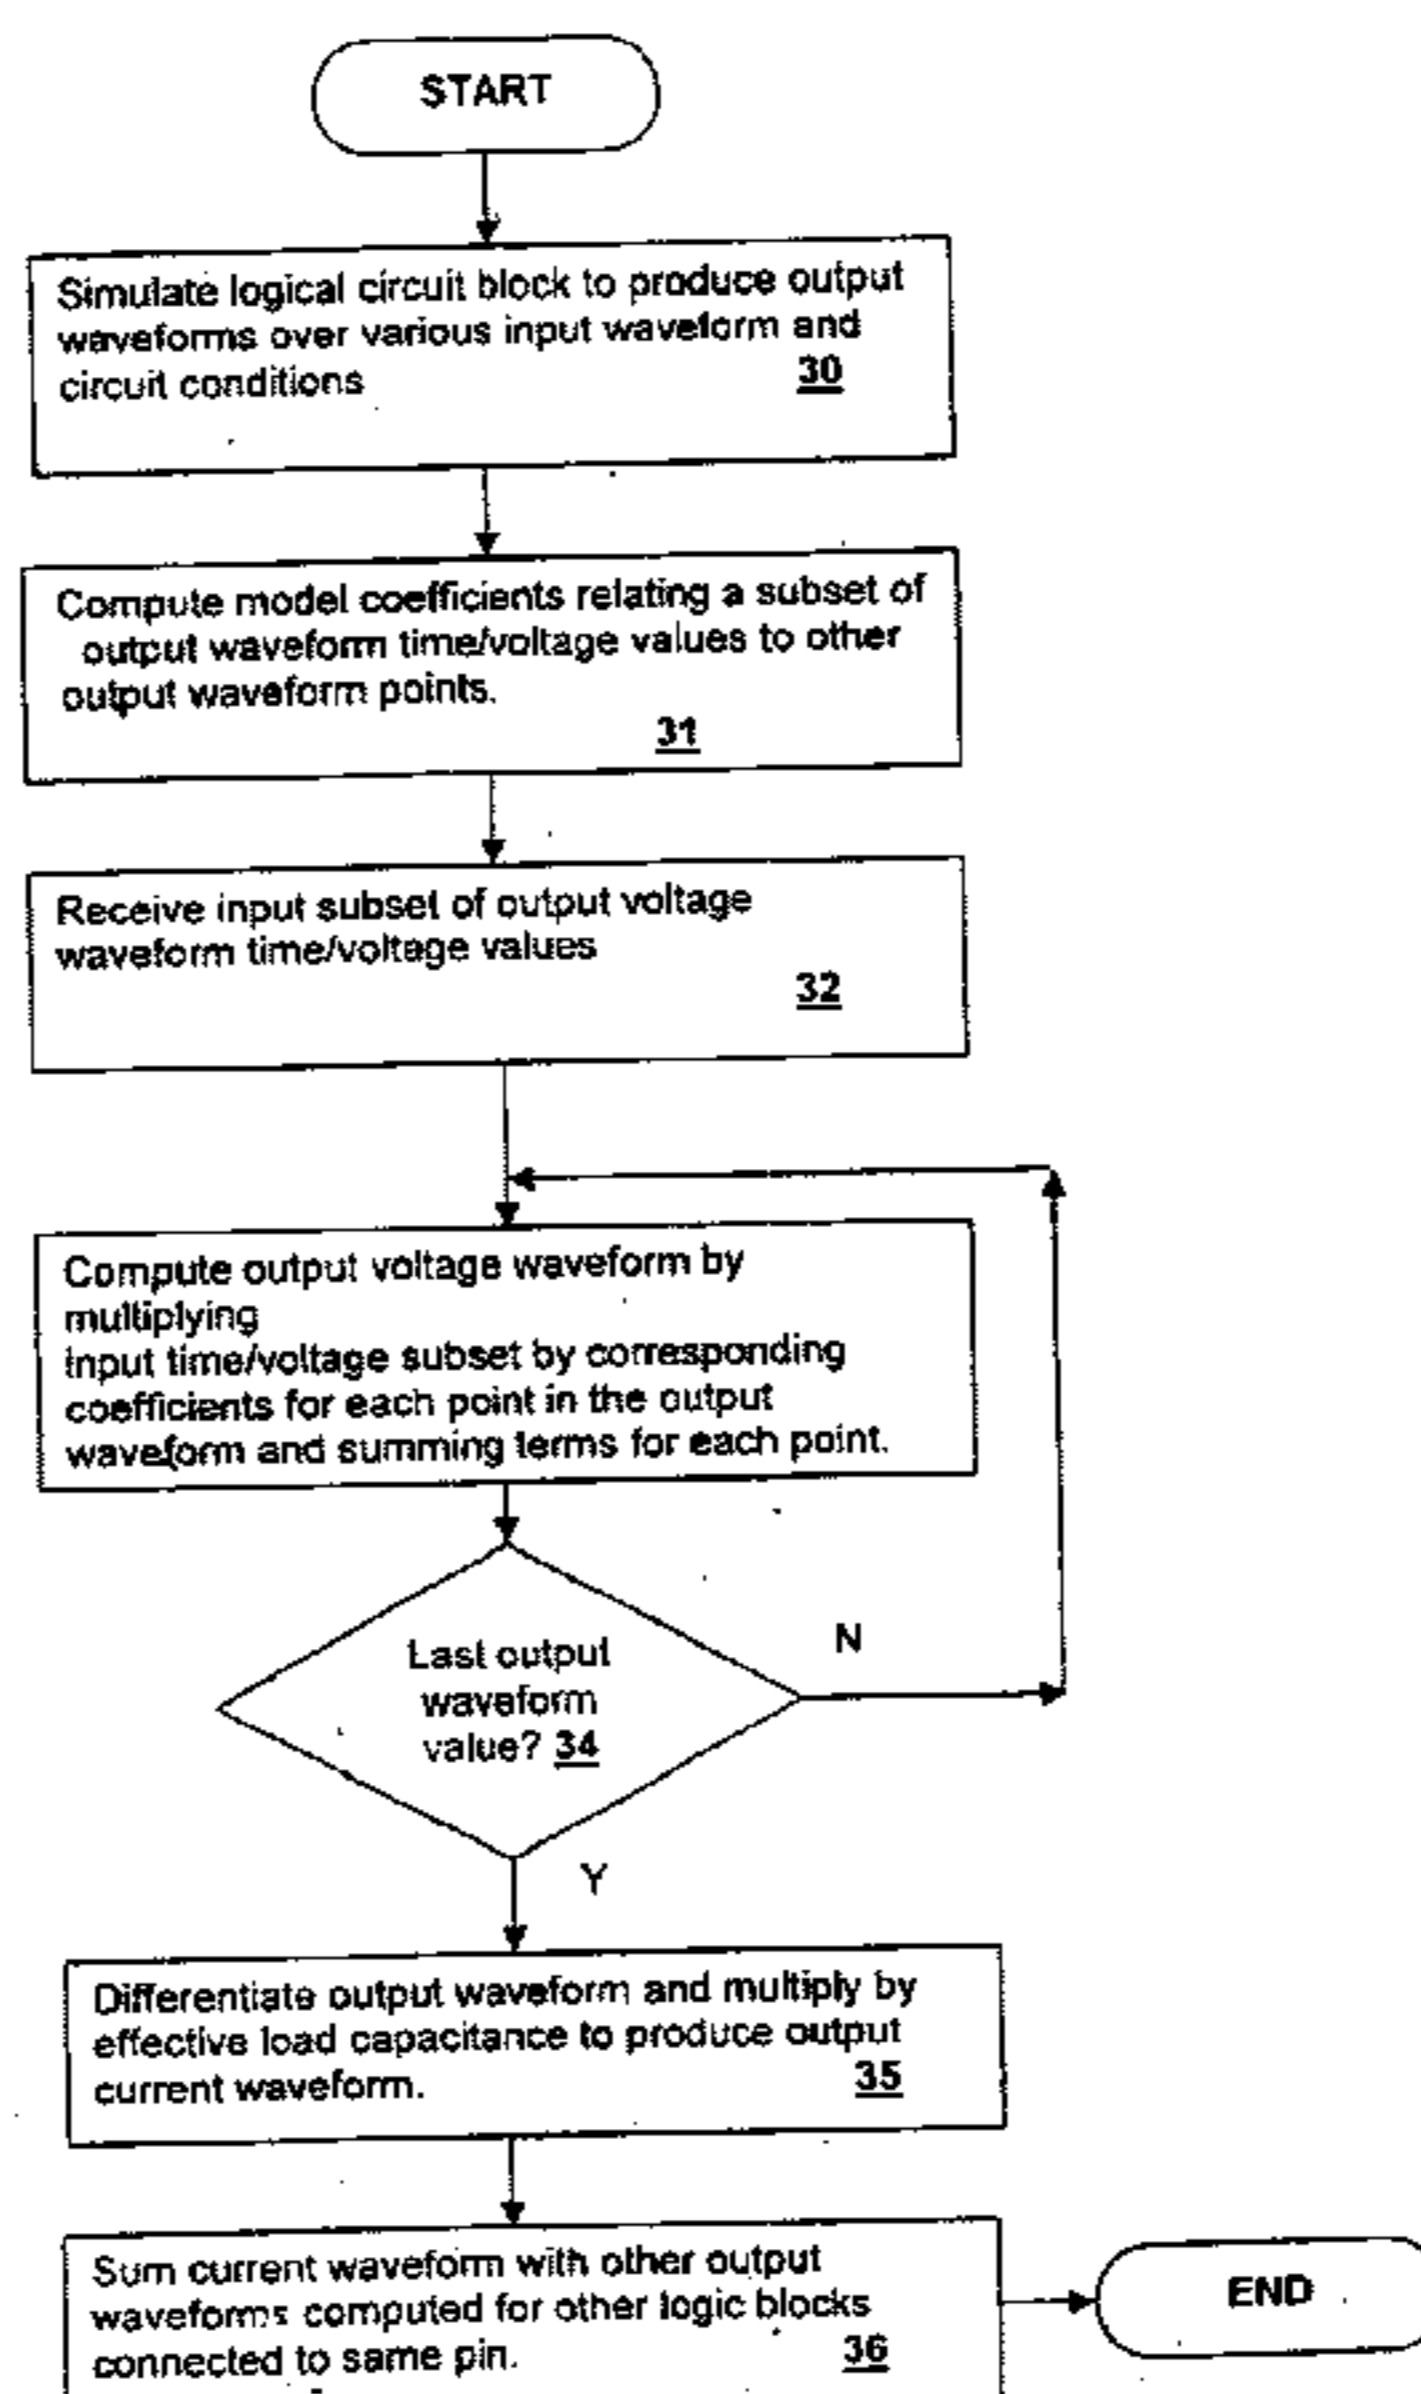 START
Simulate logical circuit block to produce output
waveforms over various input waveform and
circuit conditions
30
Compute model coefficients relating a subset of
output waveform time/voltage values to other
output waveform points.
31
Receive input subset of output voltage
waveform time/voltage values
32
Compute output voltage waveform by
multiplying
Input time/voltage subset by corresponding
coefficients for each point in the output
waveform and summing terms for each point.
Last output
waveform
value? 34
N
Y
Differentiate output waveform and multiply by
effective load capacitance to produce output
current waveform.
35
Sum current waveform with other output
waveforms computed for other logic blocks
connected to same pin.
36
END